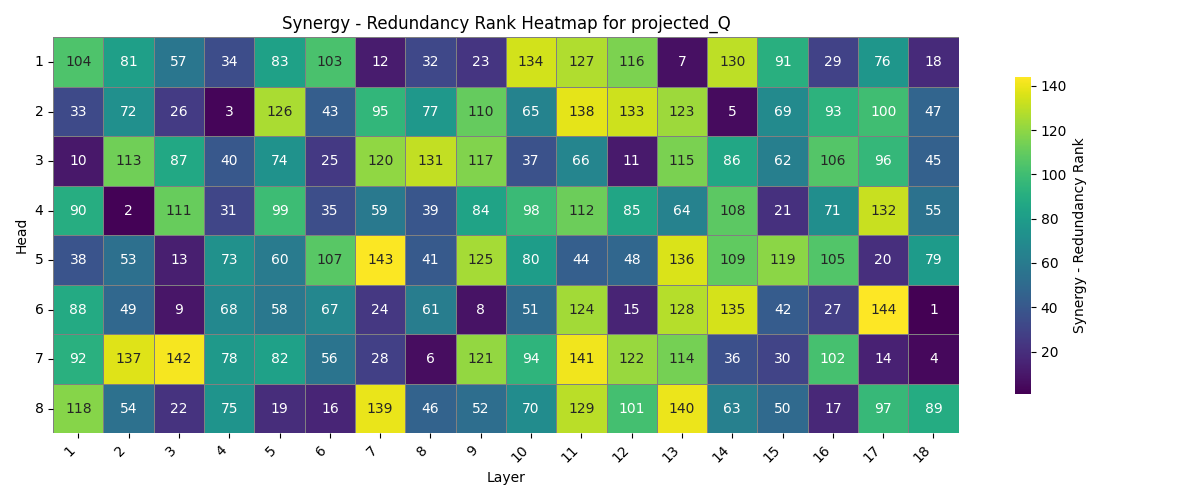 Synergy - Redundancy Rank Heatmap for projected_Q
1 104 81 57 34 83 103 12 32 23 134 127 116 7 130 91 29 76 18
2 33 72 26 3 126 43 95 77 110 65 138 133 123 5 69 93 100 47
3 10 113 87 40 74 25 120 131 117 37 66 11 115 86 62 106 96 45
4 90 2 111 31 99 35 59 39 84 98 112 85 64 108 21 71 132 55
5 38 53 13 73 60 107 143 41 125 80 44 48 136 109 119 105 20 79
6 88 49 9 68 58 67 24 61 8 51 124 15 128 135 42 27 144 1
7 92 137 142 78 82 56 28 6 121 94 141 122 114 36 30 102 14 4
8 118 54 22 75 19 16 139 46 52 70 129 101 140 63 50 17 97 89
1 2 3 4 5 6 7 8 9 10 11 12 13 14 15 16 17 18
Layer
Head
140
120
100
80
60
40
20
Synergy - Redundancy Rank